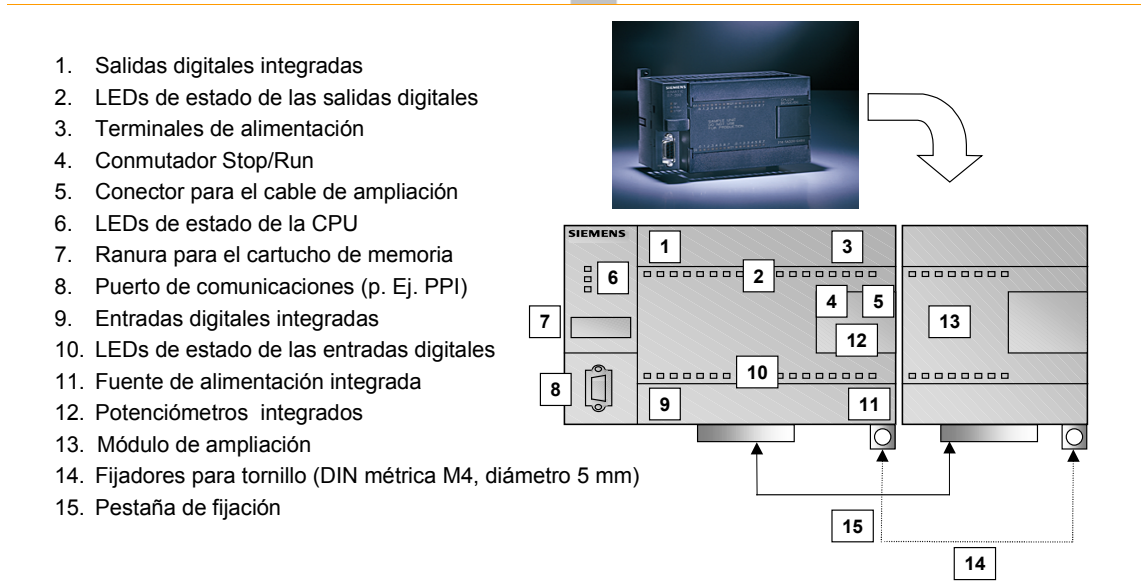 1. Salidas digitales integradas
2. LEDs de estado de las salidas digitales
3. Terminales de alimentación
4. Conmutador Stop/Run
5. Conector para el cable de ampliación
6. LEDs de estado de la CPU
7. Ranura para el cartucho de memoria
8. Puerto de comunicaciones (p. Ej. PPI)
9. Entradas digitales integradas
10. LEDs de estado de las entradas digitales
11. Fuente de alimentación integrada
12. Potenciómetros integrados
13. Módulo de ampliación
14. Fijadores para tornillo (DIN métrica M4, diámetro 5 mm)
15. Pestaña de fijación
SIEMENS
SIEMENS
1
3
6
2
4
5
7
13
12
8
10
9
11
15
14